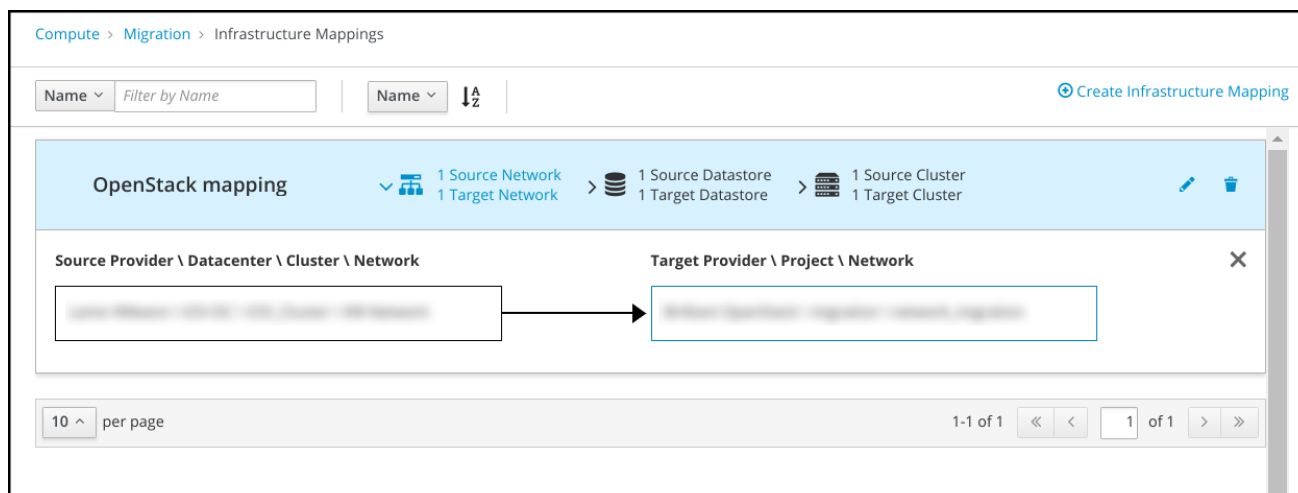 Compute > Migration > Infrastructure Mappings
Name Filter by Name Name A Z Create Infrastructure Mapping
OpenStack mapping
1 Source Network
1 Target Network
1 Source Datastore
1 Target Datastore
1 Source Cluster
1 Target Cluster
Source Provider \ Datacenter \ Cluster \ Network
Target Provider \ Project \ Network
10 per page
1-1 of 1
1 of 1